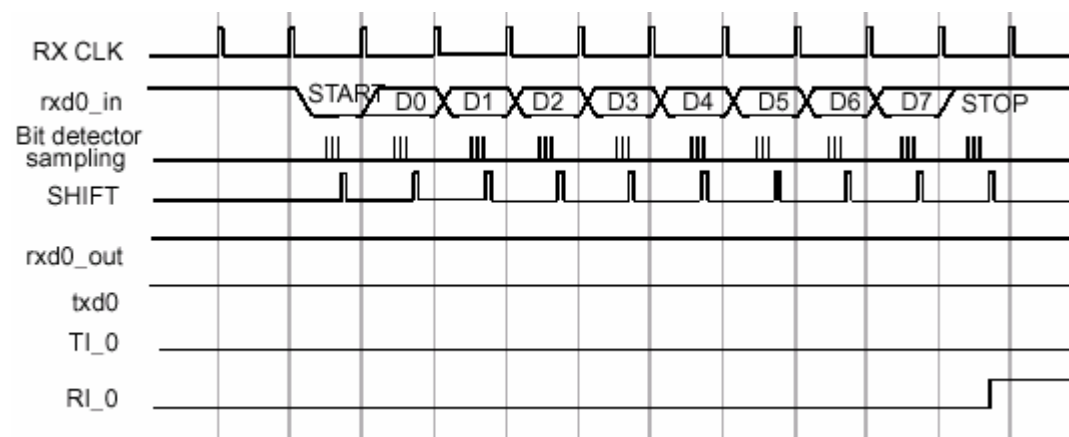 RX CLK
rxd0_in START D0 D1 D2 D3 D4 D5 D6 D7 STOP
Bit detector
sampling
SHIFT
rxd0_out
txd0
TI_0
RI_0